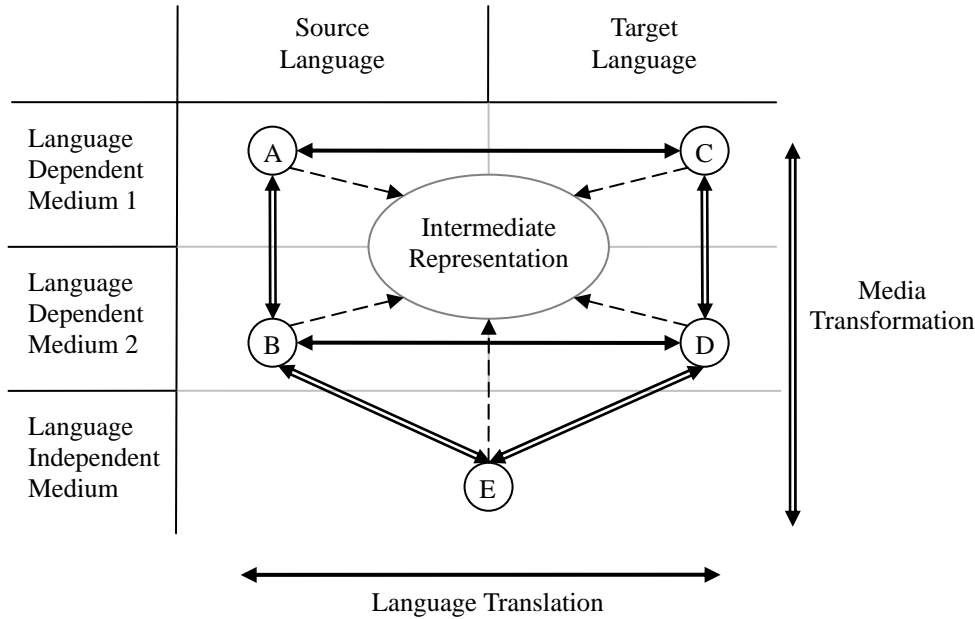 Source
Language
Target
Language
Language
Dependent
Medium 1
A
C
Intermediate
Representation
Language
Dependent
Medium 2
B
D
Media
Transformation
Language
Independent
Medium
E
Language Translation